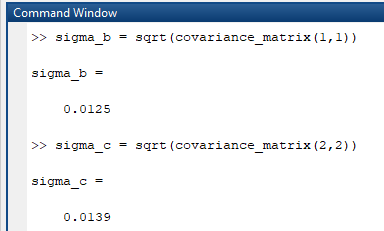 Command Window
>> sigma_b = sqrt(covariance_matrix(1,1))
sigma_b =
0.0125
>> sigma_c = sqrt(covariance_matrix(2,2))
sigma_c =
0.0139